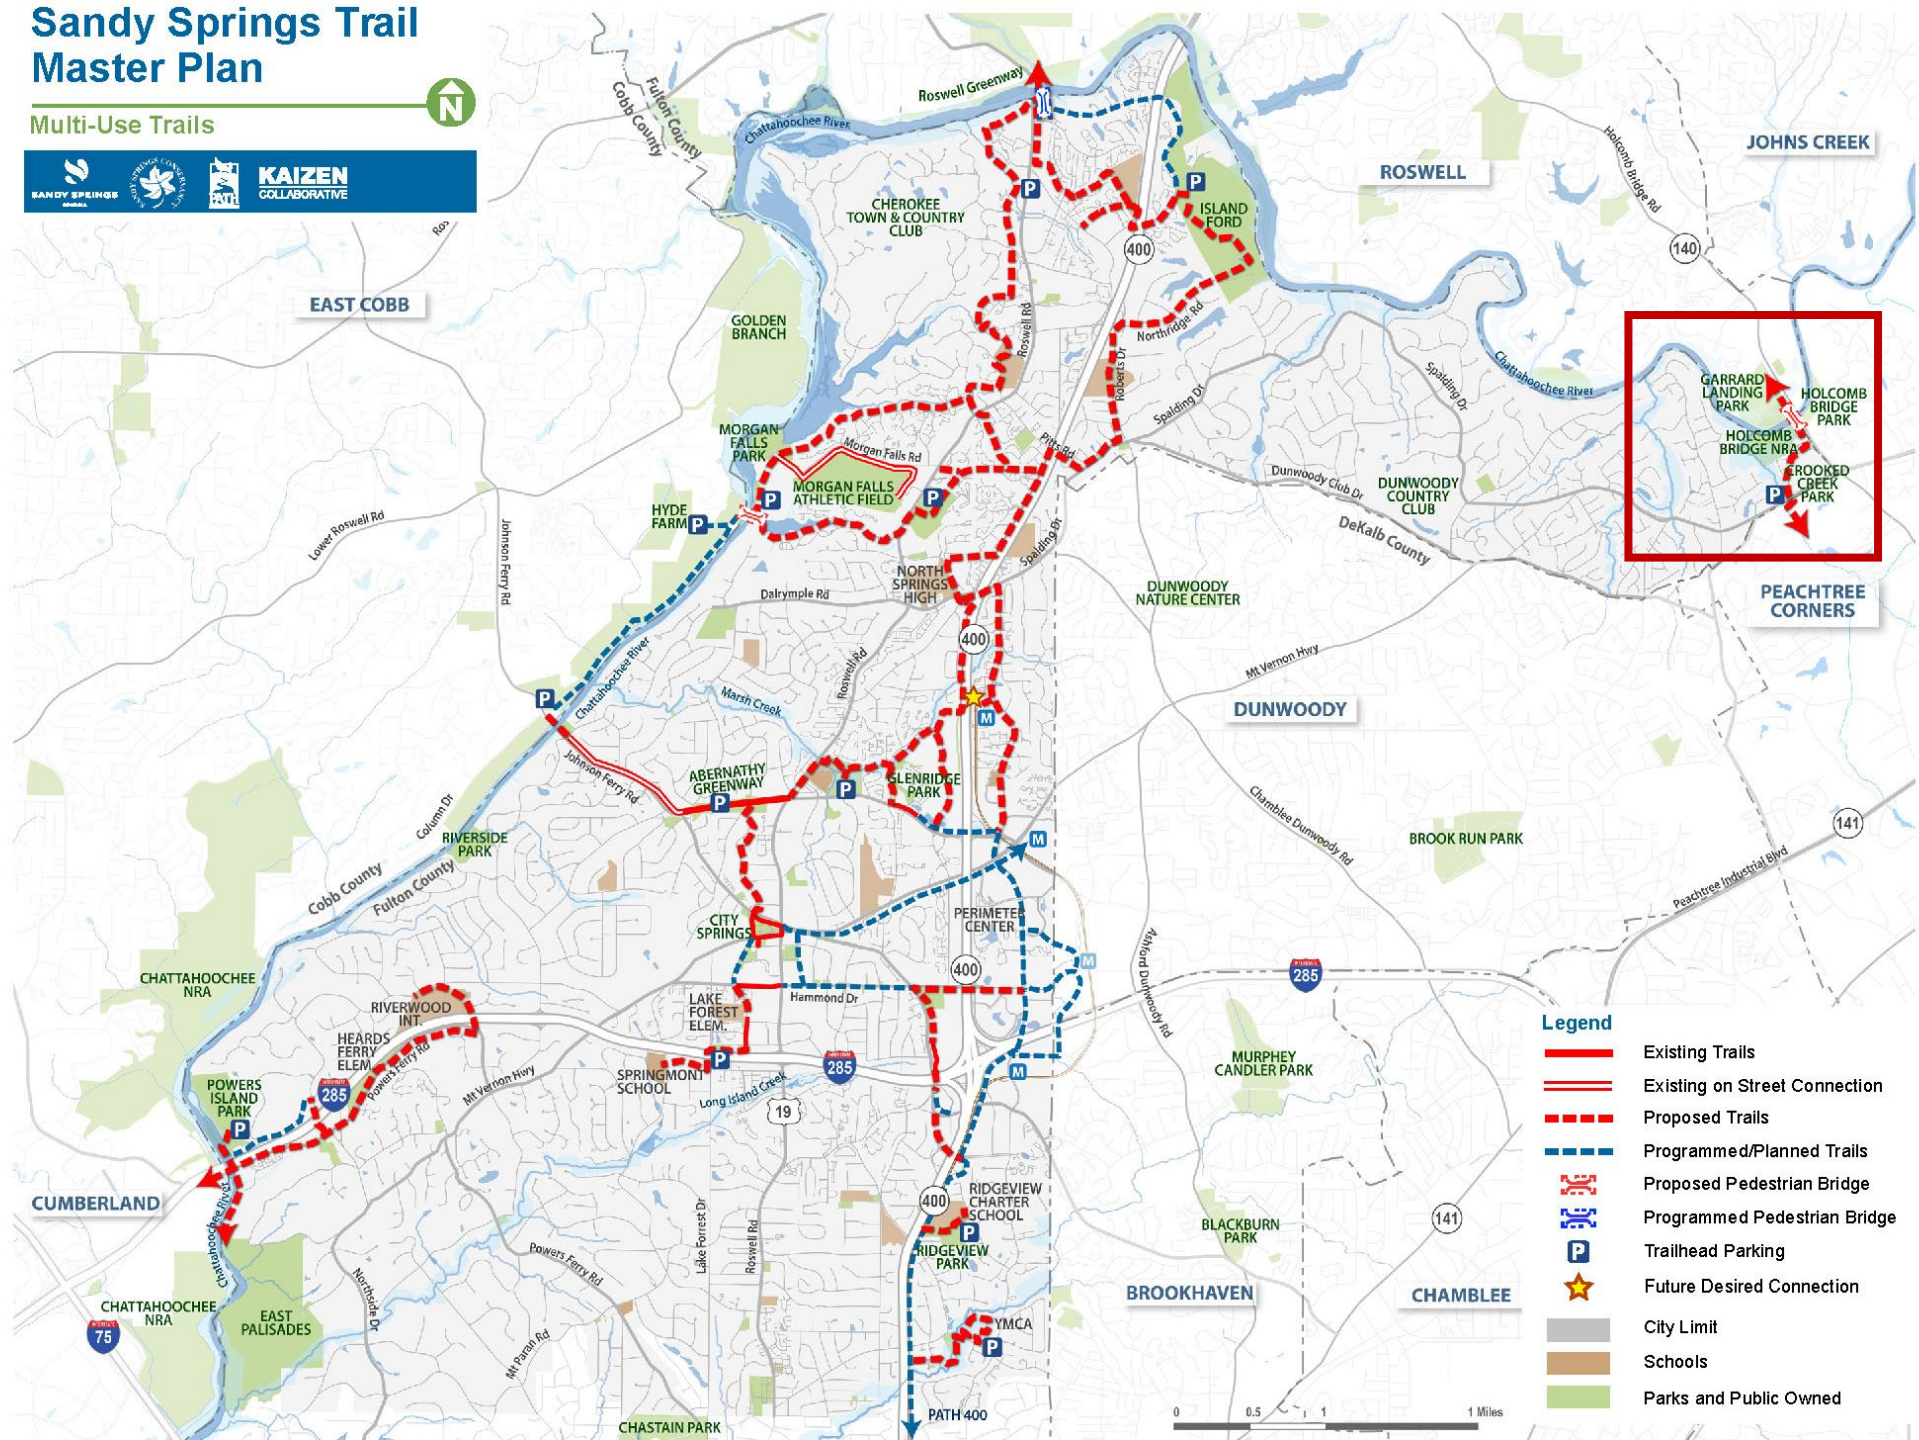 Sandy Springs Trail
Master Plan
N
Multi-Use Trails
SANDY SPRINGS
GEORGIA
SANDY SPRINGS CONSERVANCY
PATH
KAIZEN
COLLABORATIVE
Roswell Greenway
Fulton County
Cobb County
Chattahoochee River
JOHNS CREEK
Holcomb Bridge Rd
ROSWELL
P
P
CHEROKEE
TOWN & COUNTRY
CLUB
ISLAND
FORD
400
140
EAST COBB
GOLDEN
BRANCH
Roswell Rd
Northridge Rd
Roberts Dr
Spalding Dr
Spalding Dr
Chattahoochee River
GARRARD
LANDING
PARK
HOLCOMB
BRIDGE
PARK
HOLCOMB
BRIDGE NRA
CROOKED
CREEK
PARK
P
MORGAN
FALLS
PARK
Morgan Falls Rd
MORGAN FALLS
ATHLETIC FIELD
P
P
Pitts Rd
Dunwoody Club Dr
DUNWOODY
COUNTRY
CLUB
DeKalb County
HYDE
FARM
P
Lower Roswell Rd
Johnson Ferry Rd
Spalding Dr
NORTH
SPRINGS
HIGH
Dalrymple Rd
DUNWOODY
NATURE CENTER
PEACHTREE
CORNERS
400
Mt Vernon Hwy
Roswell Rd
Chattahoochee River
Marsh Creek
P
M
DUNWOODY
Johnson Ferry Rd
ABERNATHY
GREENWAY
P
P
GLENRIDGE
PARK
Column Dr
RIVERSIDE
PARK
M
Chamblee Dunwoody Rd
BROOK RUN PARK
141
Peachtree Industrial Blvd
Cobb County
Fulton County
CITY
SPRINGS
PERIMETER
CENTER
Ashford Dunwoody Rd
M
400
285
CHATTAHOOCHEE
NRA
RIVERWOOD
INT.
LAKE
FOREST
ELEM.
Hammond Dr
HEARDS
FERRY
ELEM.
Powers Ferry Rd
Mt Vernon Hwy
P
285
SPRINGMONT
SCHOOL
Long Island Creek
19
M
MURPHEY
CANDLER PARK
POWERS
ISLAND
PARK
P
285
CUMBERLAND
Chattahoochee River
400
RIDGEVIEW
CHARTER
SCHOOL
P
RIDGEVIEW
PARK
BLACKBURN
PARK
141
Lake Forrest Dr
Roswell Rd
Powers Ferry Rd
Northside Dr
Mt Paran Rd
CHATTAHOOCHEE
NRA
75
EAST
PALISADES
YMCA
P
BROOKHAVEN
CHAMBLEE
CHASTAIN PARK
PATH 400
0 0.5 1 1 Miles
Legend
Existing Trails
Existing on Street Connection
Proposed Trails
Programmed/Planned Trails
Proposed Pedestrian Bridge
Programmed Pedestrian Bridge
P Trailhead Parking
Future Desired Connection
City Limit
Schools
Parks and Public Owned